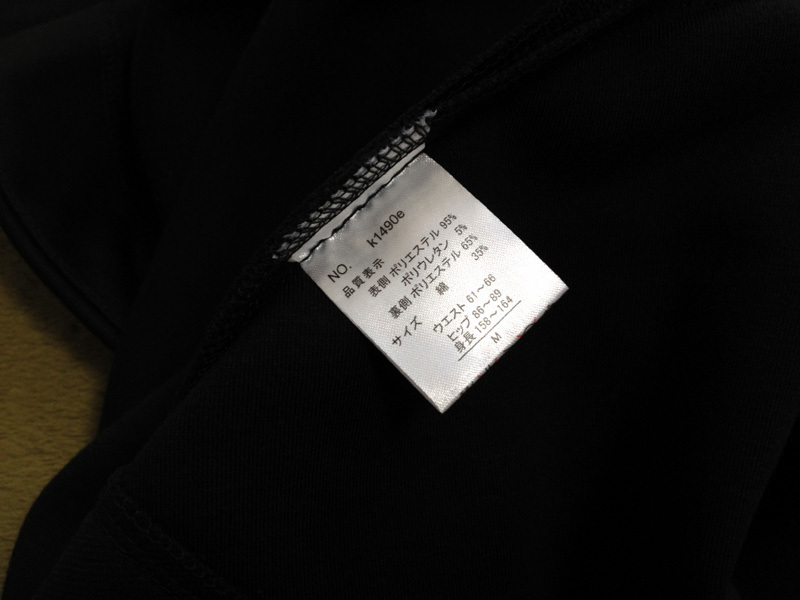 NO. k1490e
品質表示
表側 ポリエステル 95%
ポリウレタン 5%
裏側 ポリエステル 65%
綿 35%
サイズ
ウエスト 61～66
ヒップ 86～89
身長 158～164
M